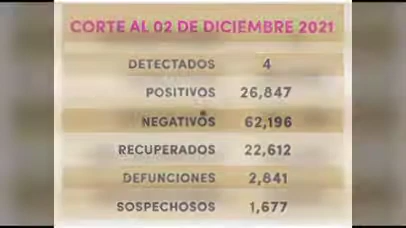 CORTE AL 02 DE DICIEMBRE 2021
DETECTADOS 4
POSITIVOS 26,847
NEGATIVOS 62,196
RECUPERADOS 22,612
DEFUNCIONES 2,841
SOSPECHOSOS 1,677